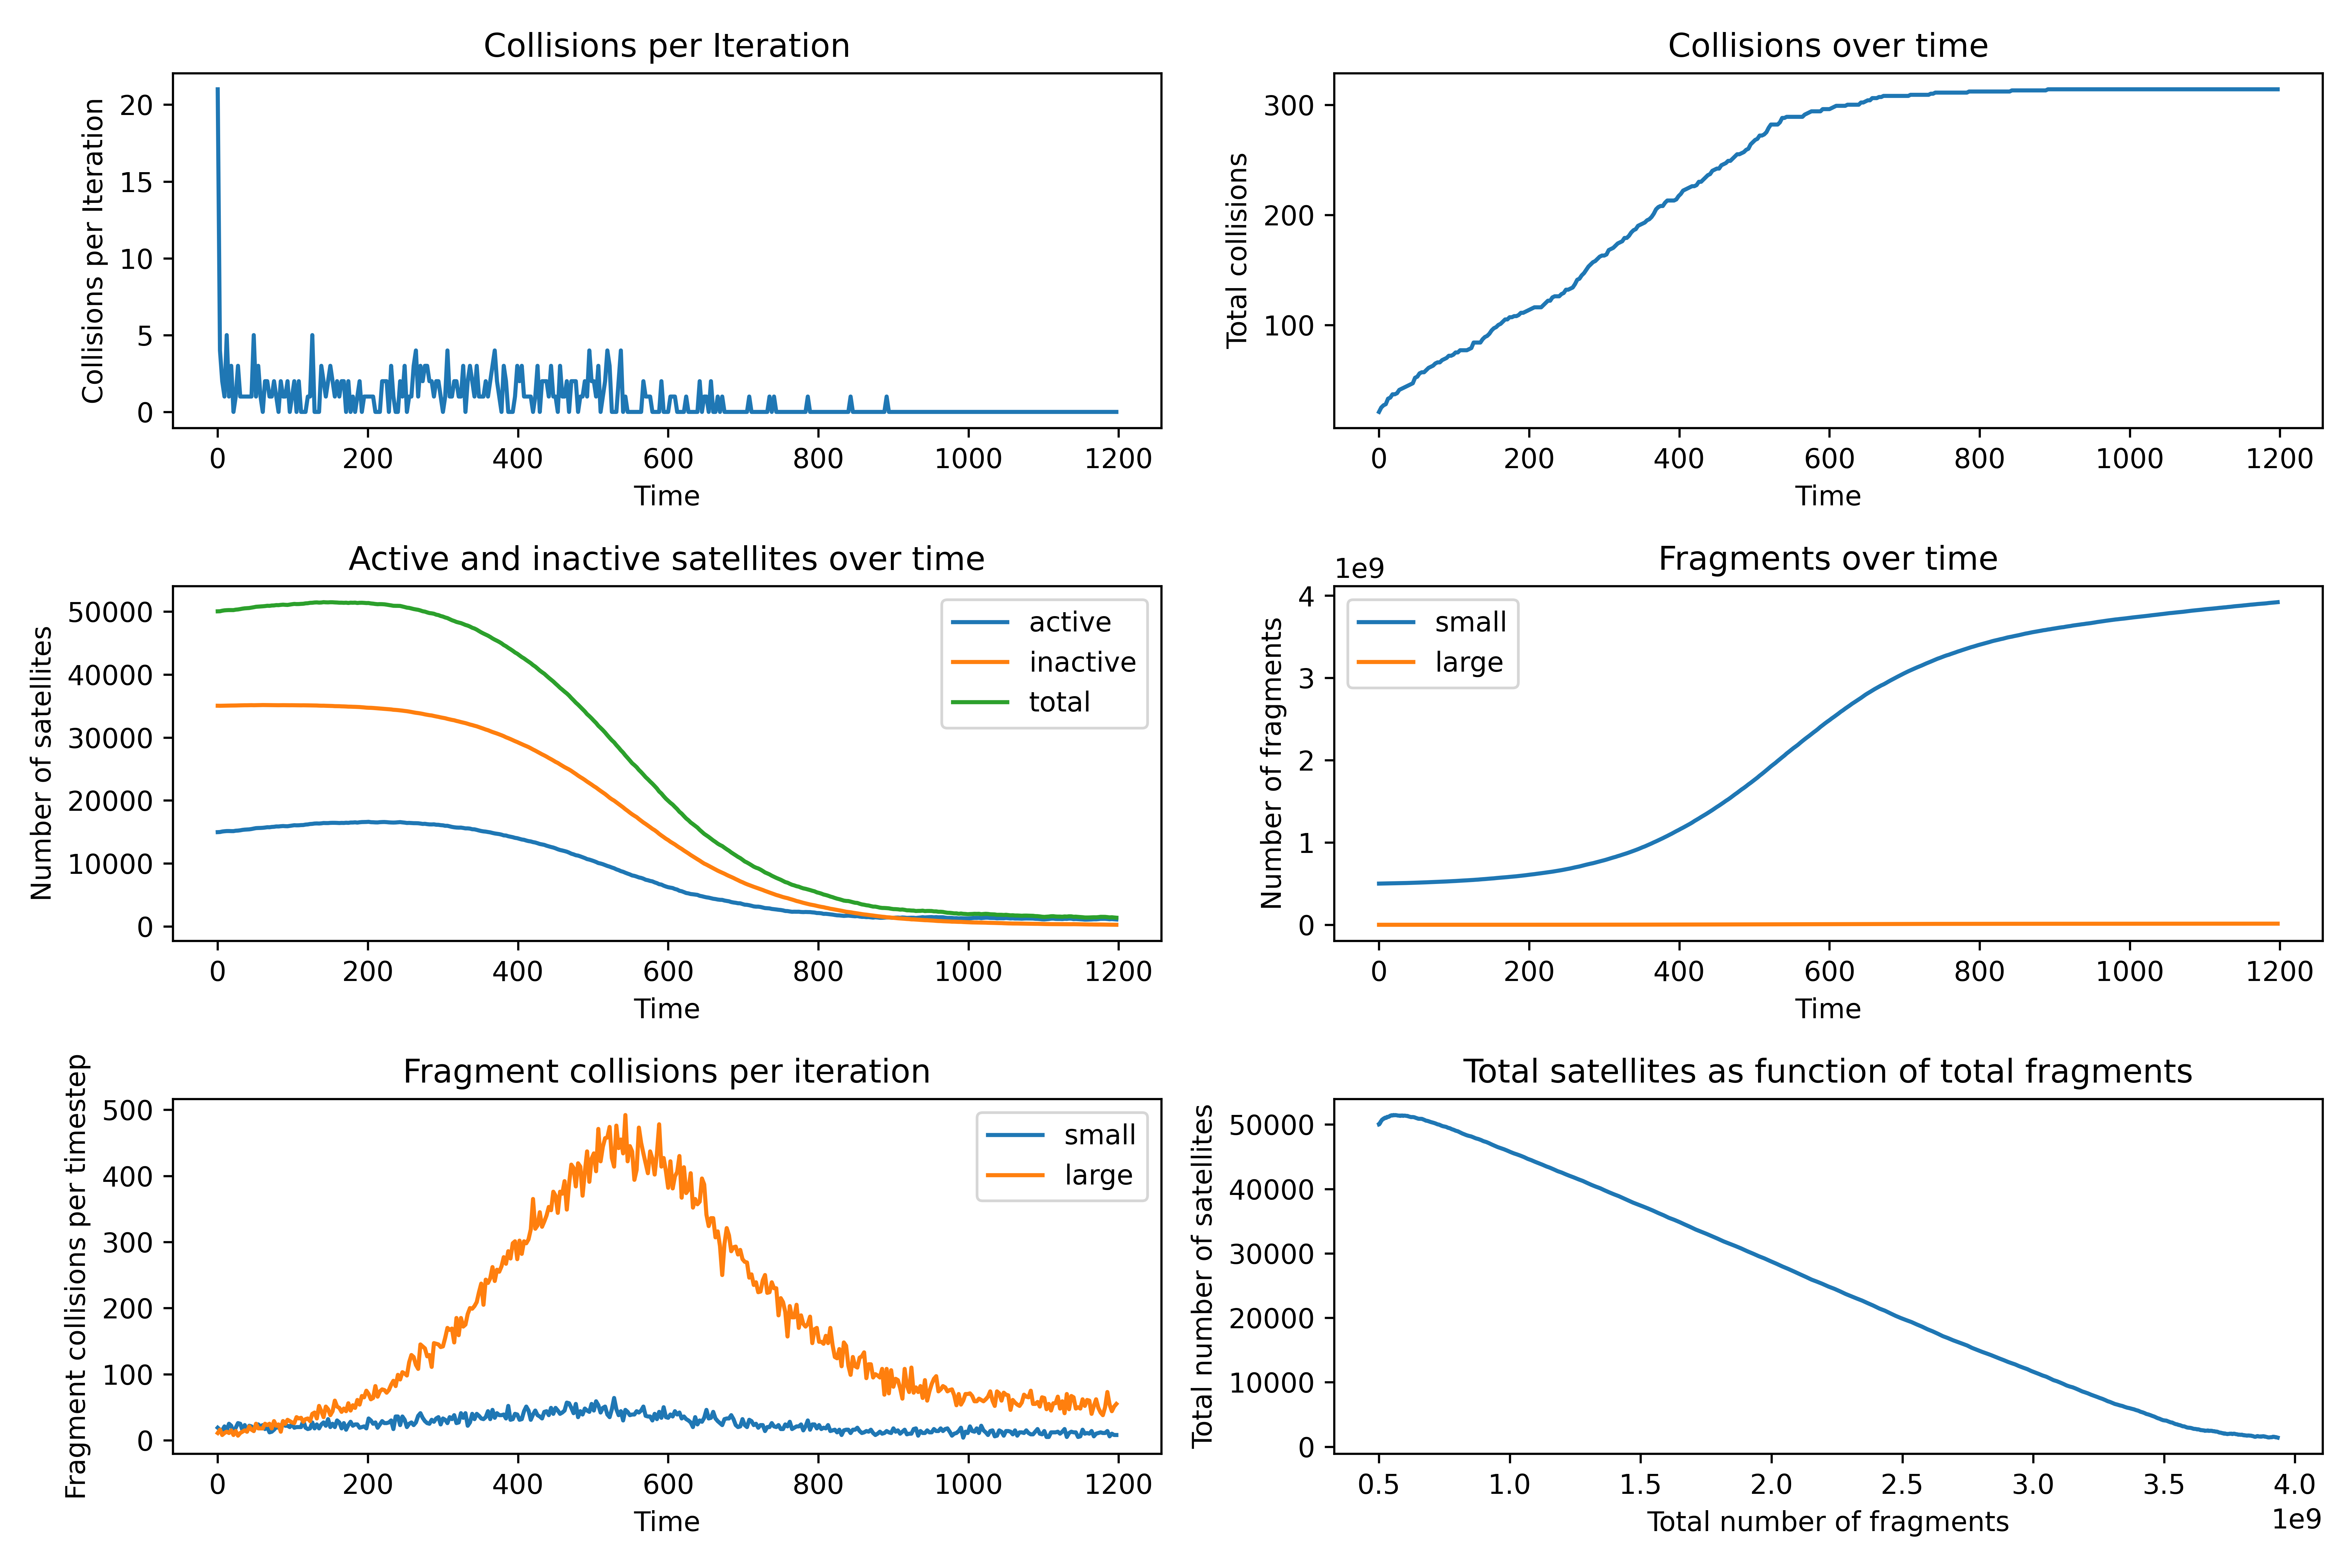 Collisions per Iteration
Collisions per Iteration
20
15
10
5
0
0 200 400 600 800 1000 1200
Time
Collisions over time
Total collisions
300
200
100
0 200 400 600 800 1000 1200
Time
Active and inactive satellites over time
Number of satellites
50000
40000
30000
20000
10000
0
active
inactive
total
0 200 400 600 800 1000 1200
Time
Fragments over time
1e9
Number of fragments
4
3
2
1
0
small
large
0 200 400 600 800 1000 1200
Time
Fragment collisions per iteration
Fragment collisions per timestep
500
400
300
200
100
0
small
large
0 200 400 600 800 1000 1200
Time
Total satellites as function of total fragments
Total number of satellites
50000
40000
30000
20000
10000
0
0.5 1.0 1.5 2.0 2.5 3.0 3.5 4.0
1e9
Total number of fragments